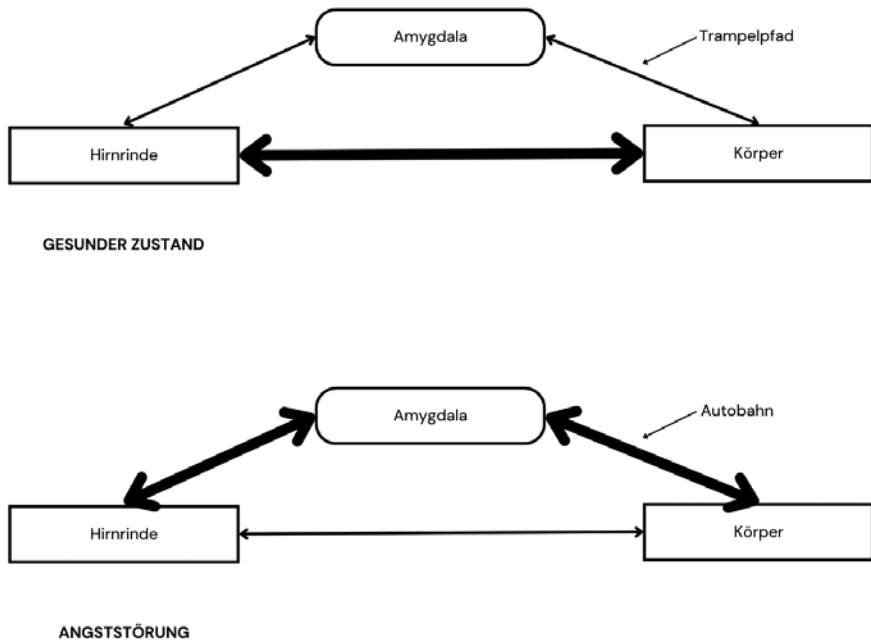 Amygdala
Trampelpfad
Hirnrinde
Körper
GESUNDER ZUSTAND
Amygdala
Autobahn
Hirnrinde
Körper
ANGSTSTÖRUNG